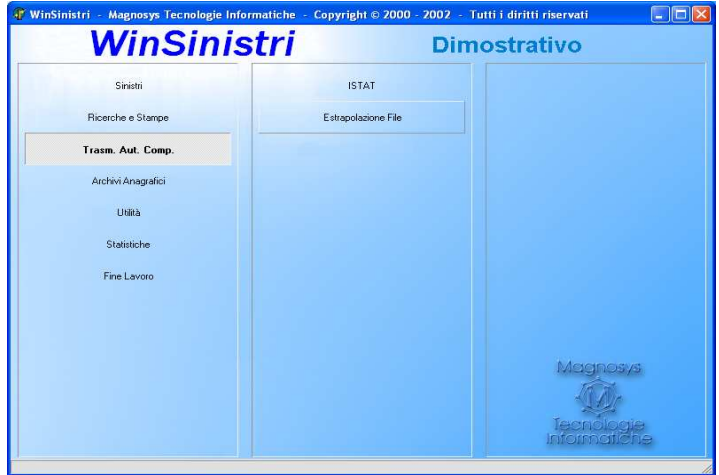 WinSinistri - Magnosys Tecnologie Informatiche - Copyright © 2000 - 2002 - Tutti i diritti riservati
WinSinistri
Dimostrativo
Sinistri
Ricerche e Stampe
Trasm. Aut. Comp.
Archivi Anagrafici
Utilità
Statistiche
Fine Lavoro
ISTAT
Estrapolazione File
Magnosys
M
Tecnologie
Informatiche